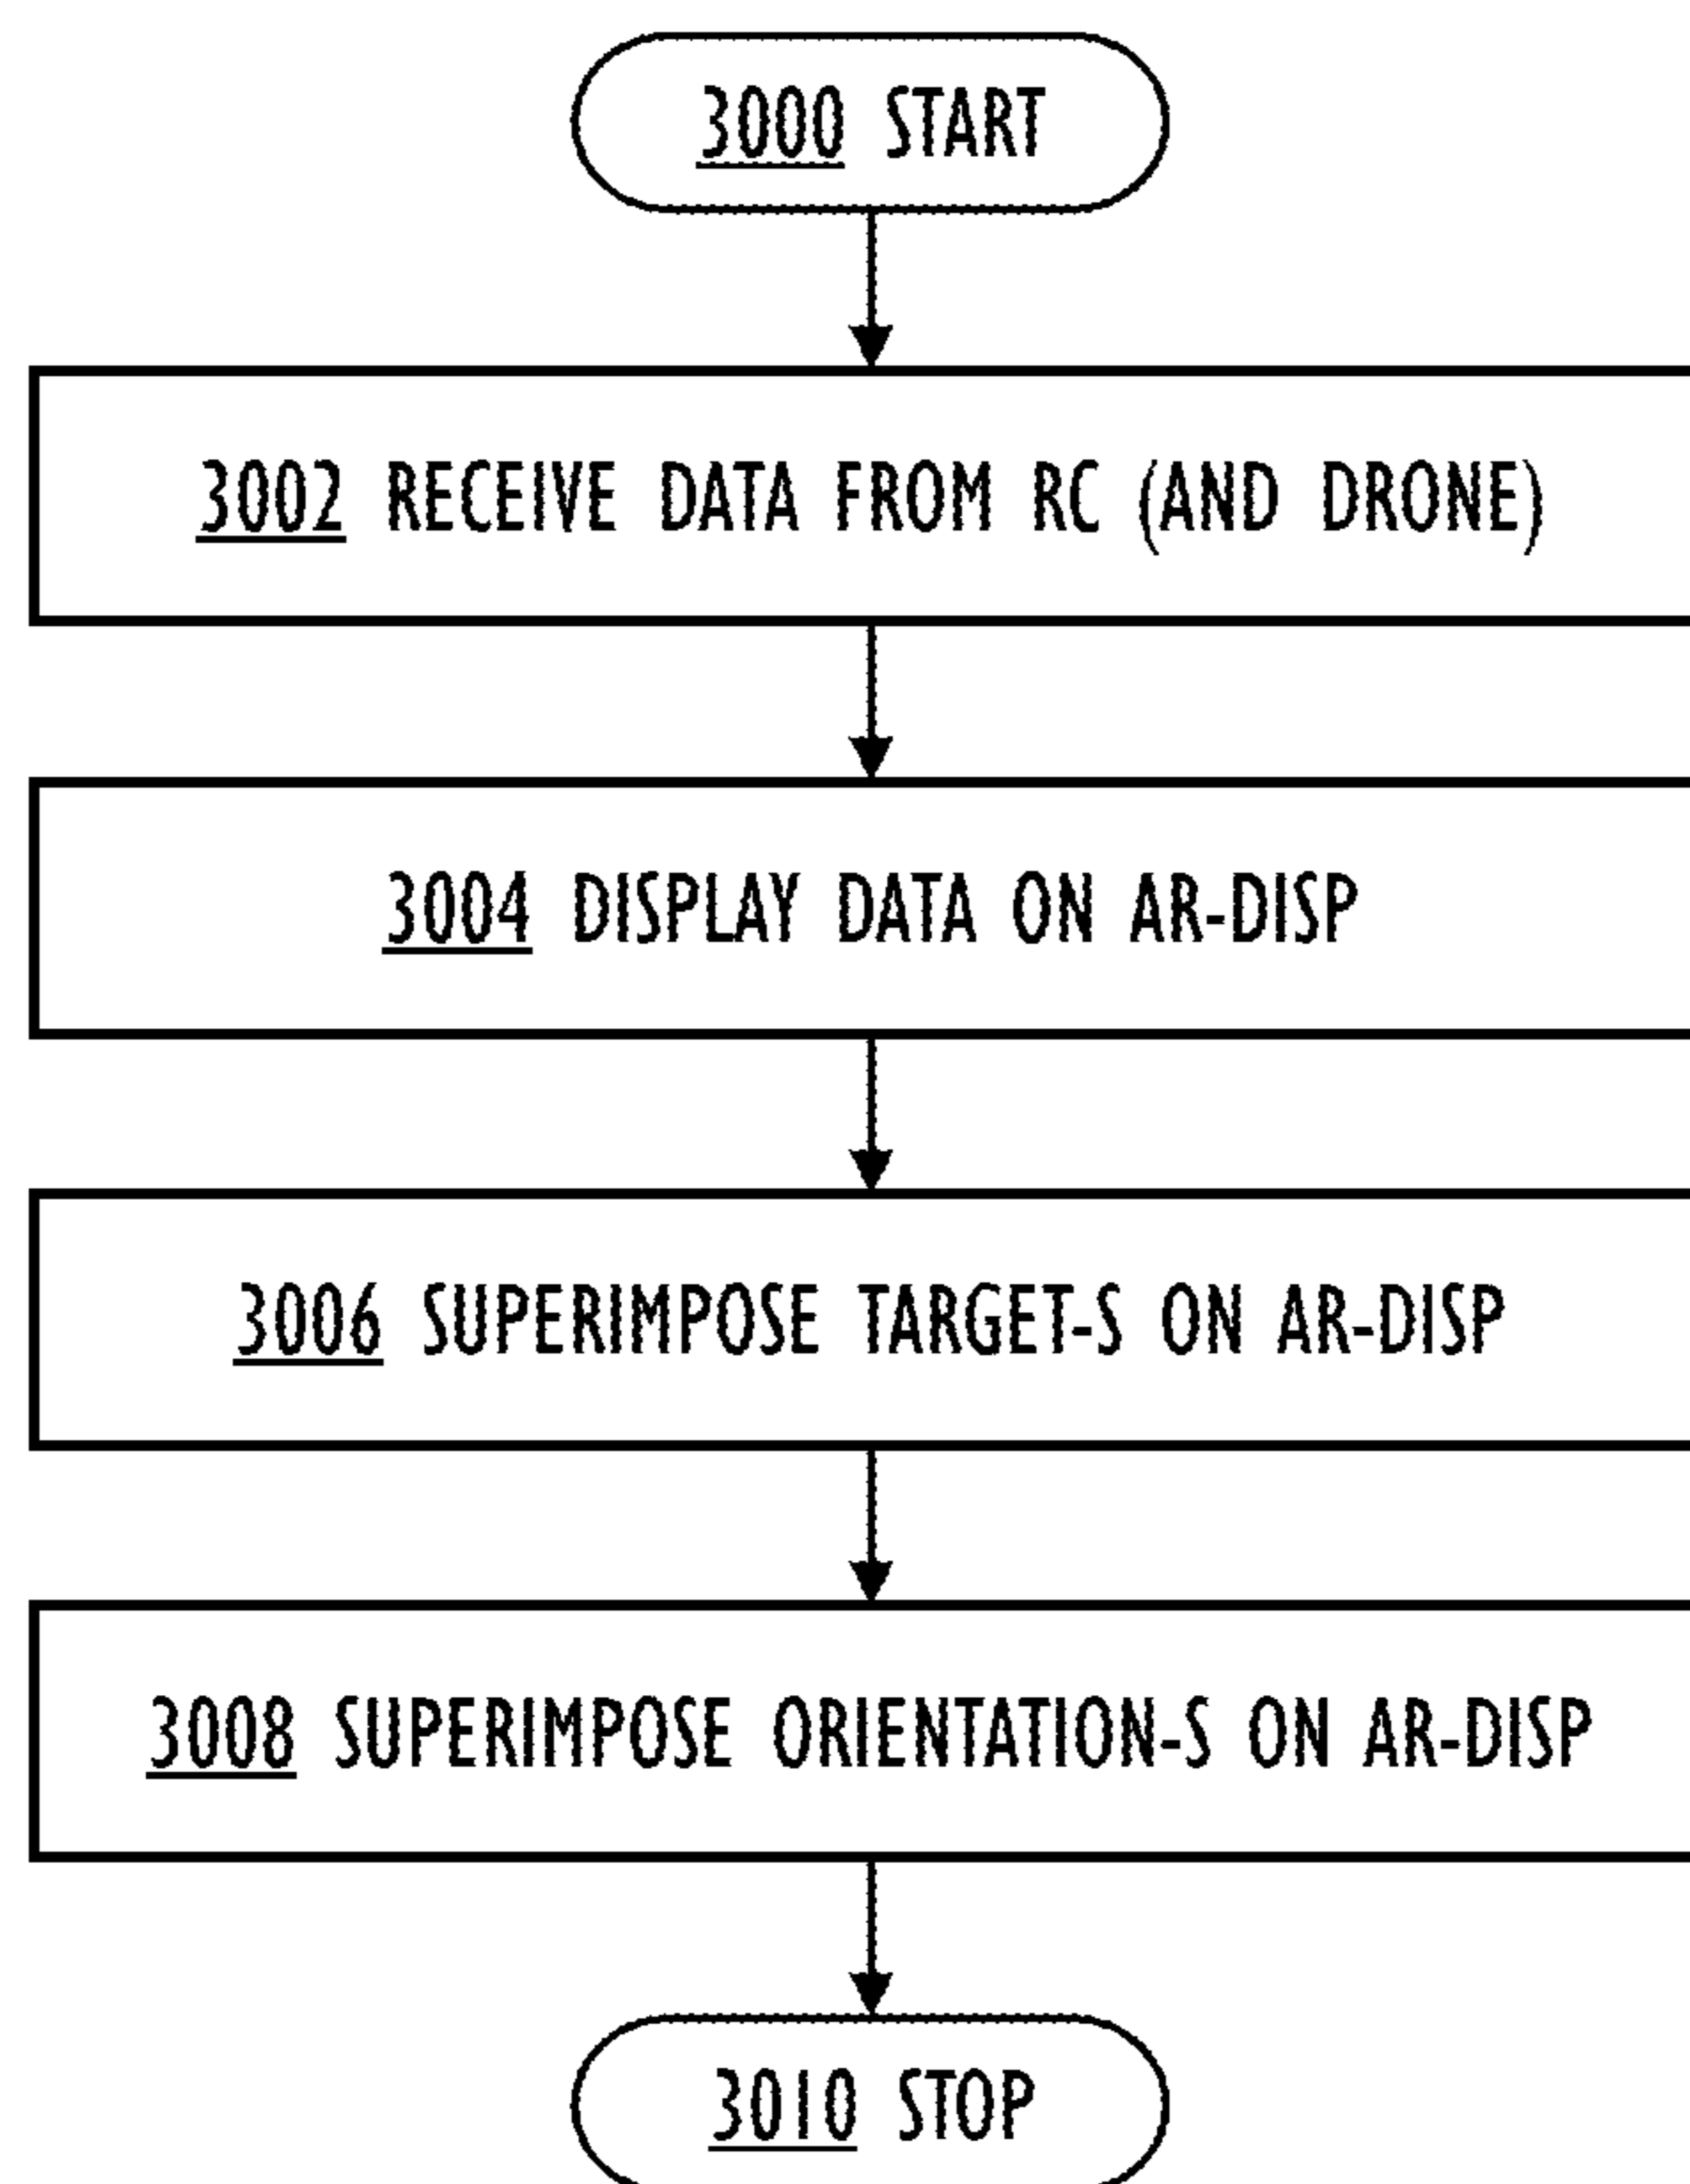 3000 START
3002 RECEIVE DATA FROM RC (AND DRONE)
3004 DISPLAY DATA ON AR-DISP
3006 SUPERIMPOSE TARGET-S ON AR-DISP
3008 SUPERIMPOSE ORIENTATION-S ON AR-DISP
3010 STOP